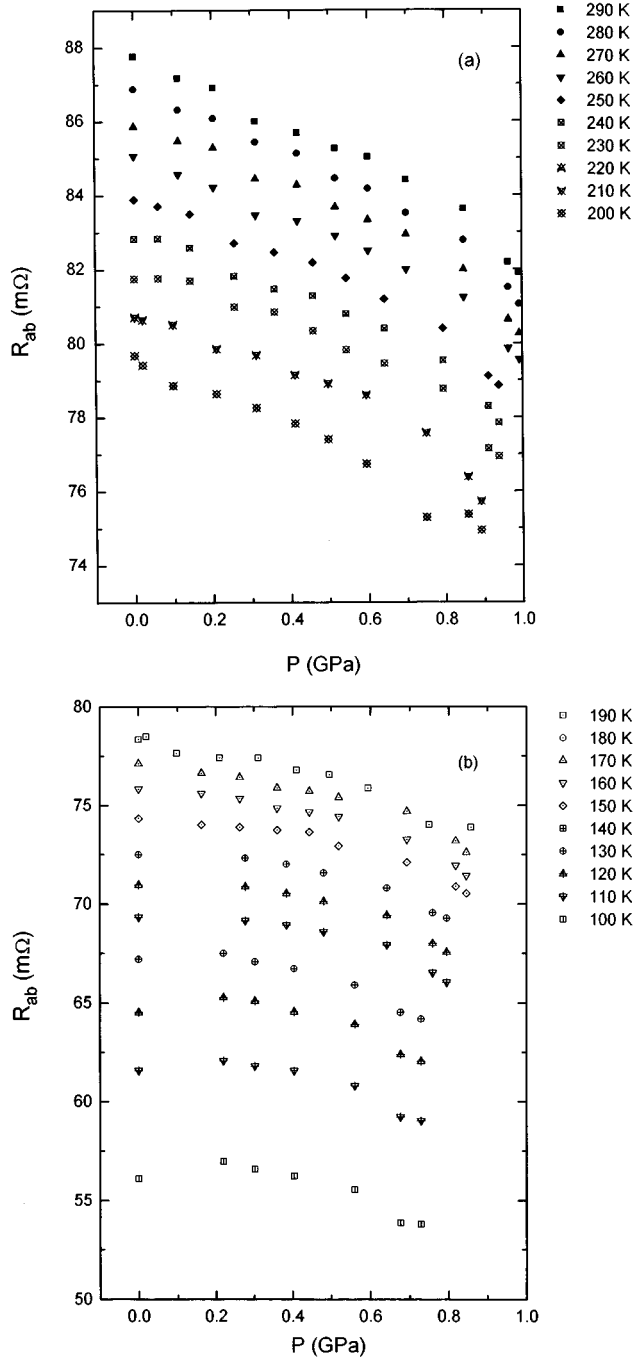 (a)
290 K
280 K
270 K
260 K
250 K
240 K
230 K
220 K
210 K
200 K
88
86
84
82
80
78
76
74
R_ab (mΩ)
0.0 0.2 0.4 0.6 0.8 1.0
P (GPa)
(b)
190 K
180 K
170 K
160 K
150 K
140 K
130 K
120 K
110 K
100 K
80
75
70
65
60
55
50
R_ab (mΩ)
0.0 0.2 0.4 0.6 0.8 1.0
P (GPa)